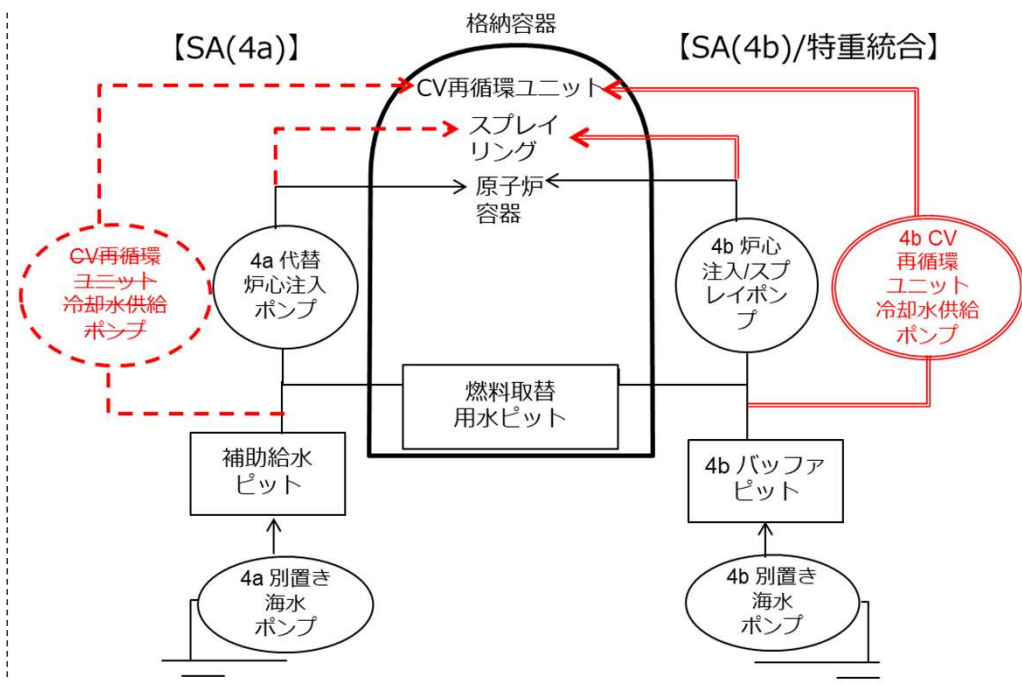 格納容器
【SA(4a)】
【SA(4b)/特重統合】
CV再循環ユニット
スプレイ
リング
原子炉
容器
CV再循環
ユニット
冷却水供給
ポンプ
4a 代替
炉心注入
ポンプ
4b 炉心
注入/スプ
レイポン
プ
4b CV
再循環
ユニット
冷却水供給
ポンプ
燃料取替
用水ピット
補助給水
ピット
4b バッファ
ピット
4a 別置き
海水
ポンプ
4b 別置き
海水
ポンプ